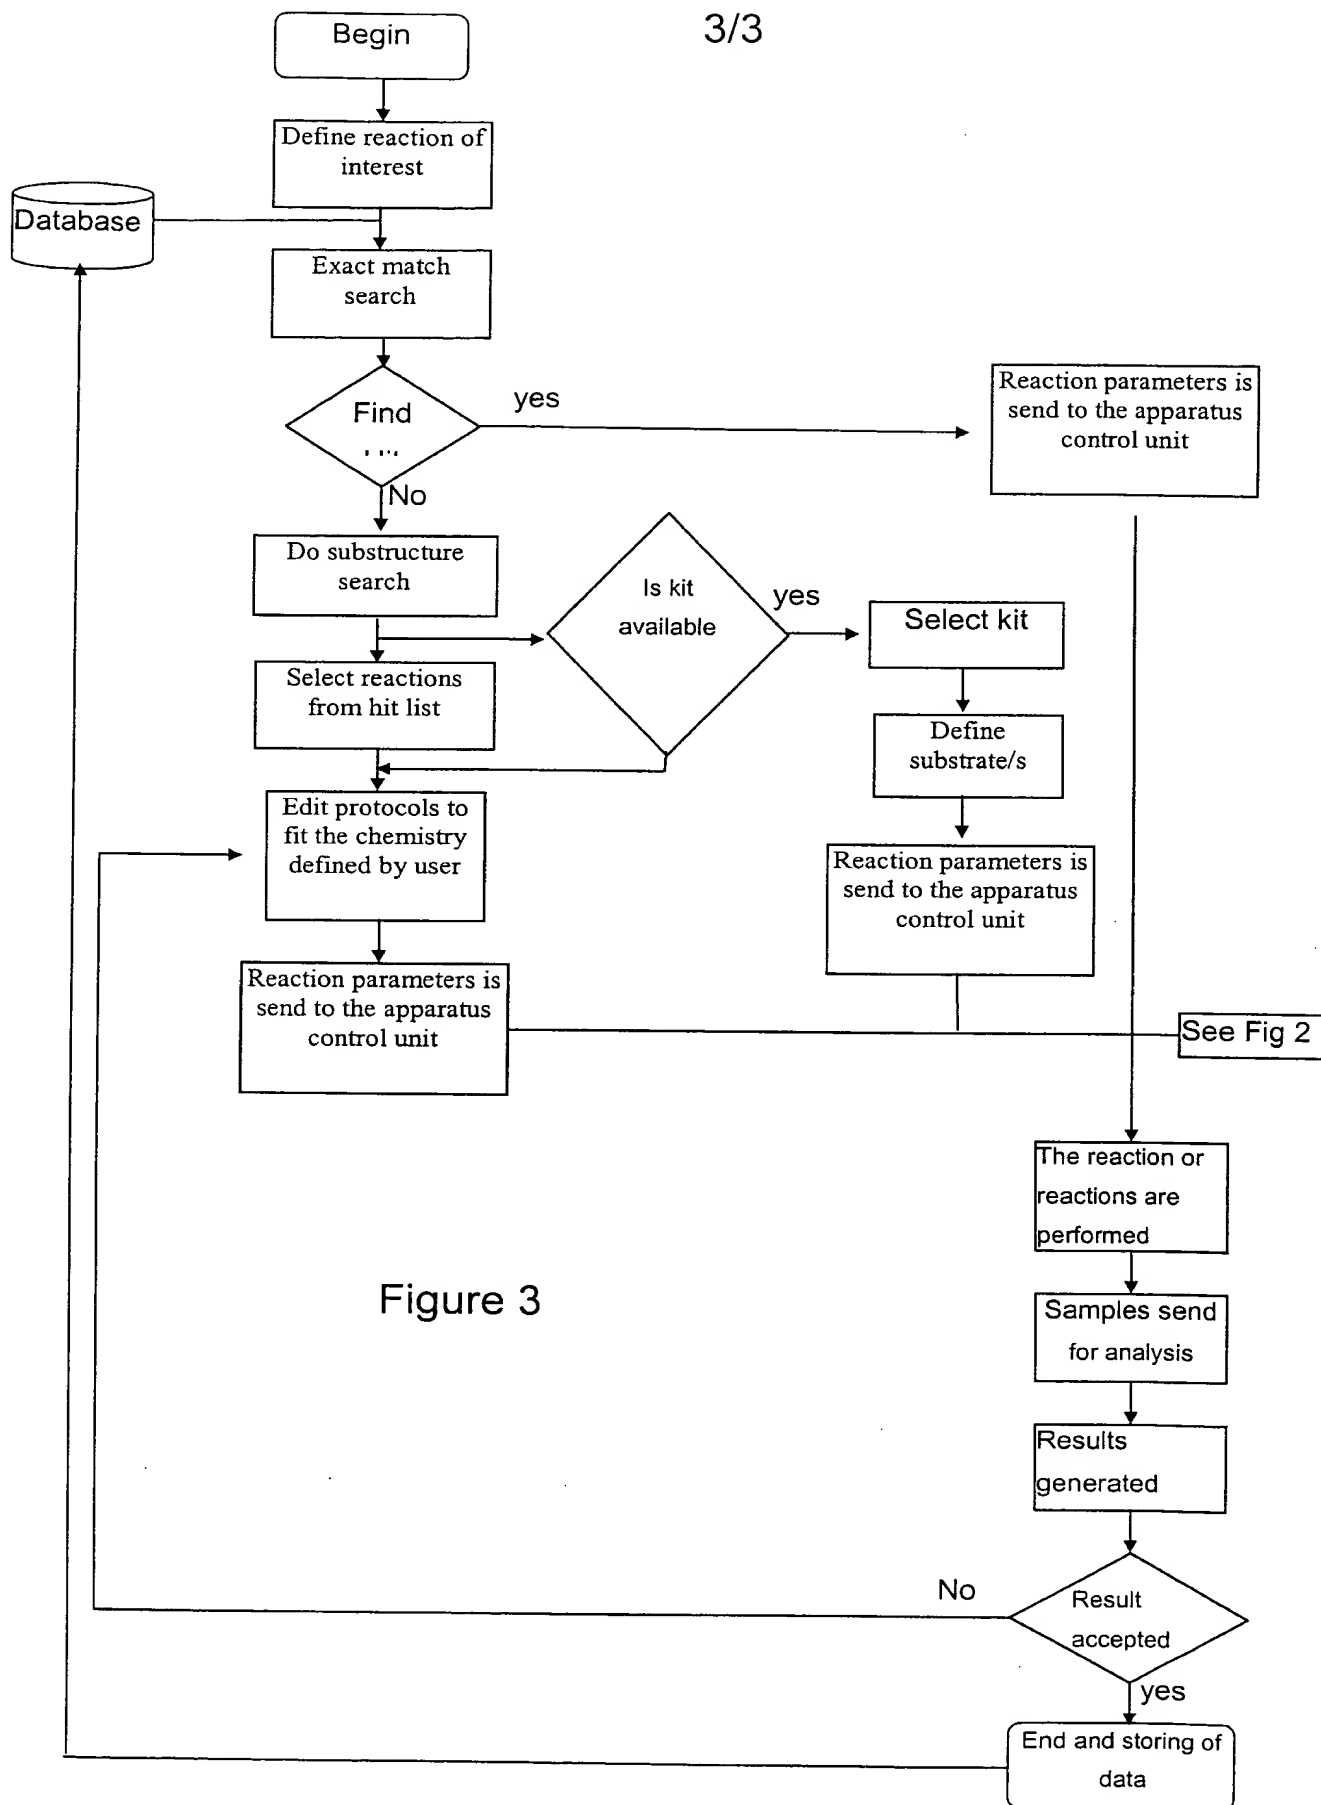 3/3
Begin
Define reaction of
interest
Database
Exact match
search
Find
yes
No
Reaction parameters is
send to the apparatus
control unit
Do substructure
search
Is kit
available
yes
Select kit
Select reactions
from hit list
Define
substrate/s
Edit protocols to
fit the chemistry
defined by user
Reaction parameters is
send to the apparatus
control unit
Reaction parameters is
send to the apparatus
control unit
See Fig 2
The reaction or
reactions are
performed
Figure 3
Samples send
for analysis
Results
generated
No
Result
accepted
yes
End and storing of
data